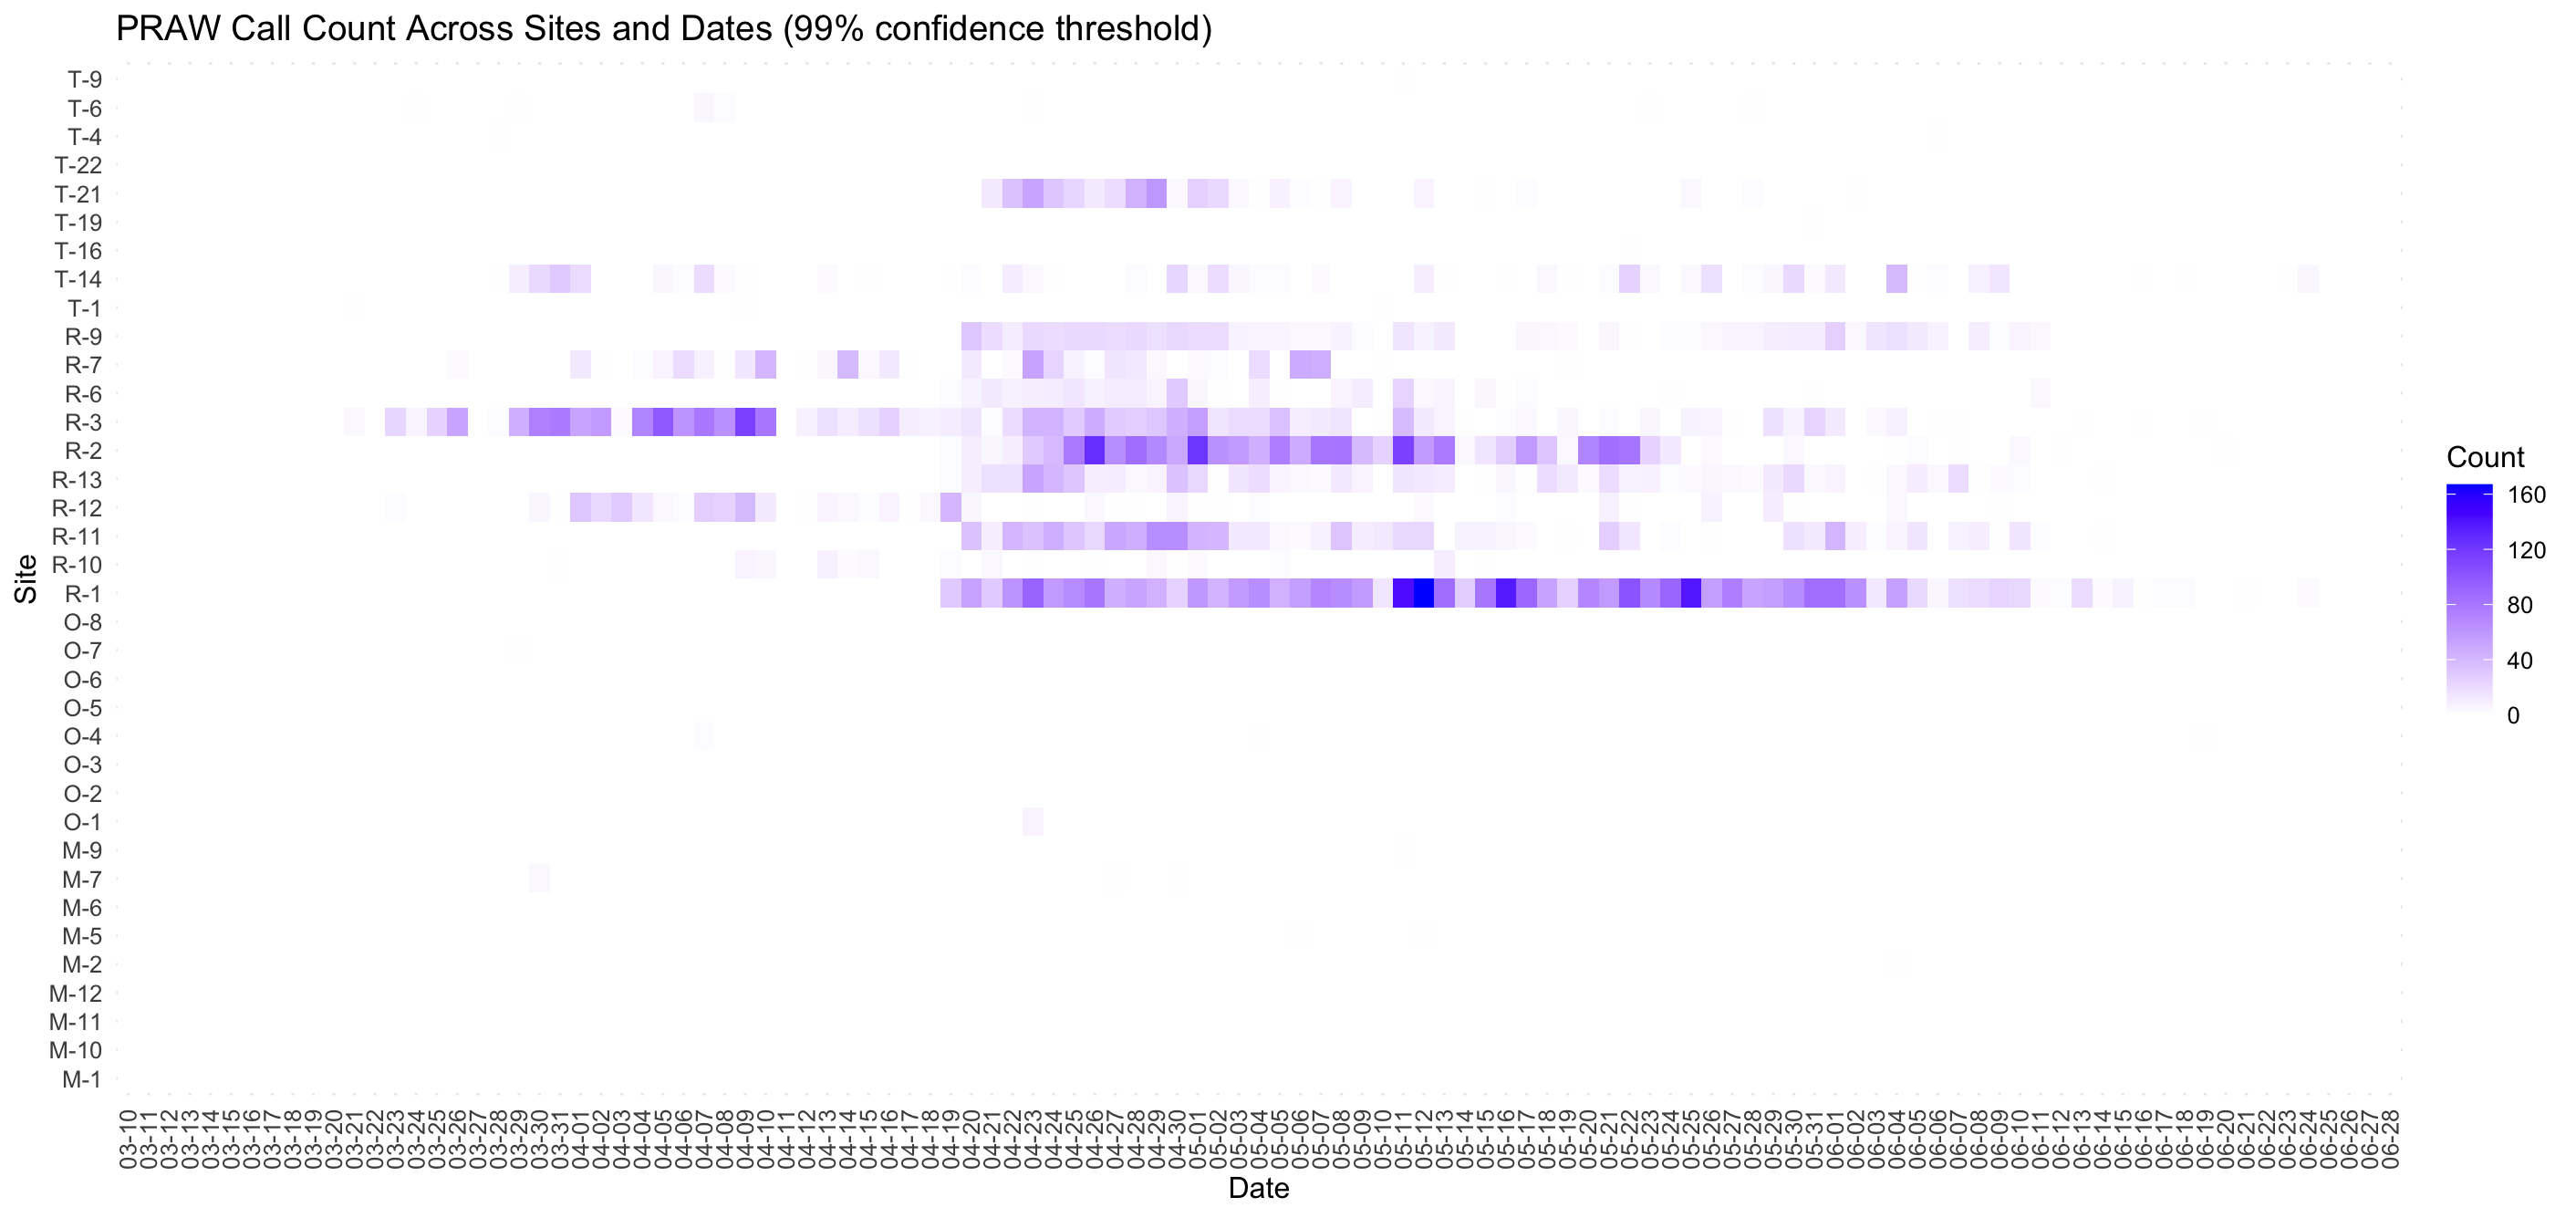 PRAW Call Count Across Sites and Dates (99% confidence threshold)
Site
T-9
T-6
T-4
T-22
T-21
T-19
T-16
T-14
T-1
R-9
R-7
R-6
R-3
R-2
R-13
R-12
R-11
R-10
R-1
O-8
O-7
O-6
O-5
O-4
O-3
O-2
O-1
M-9
M-7
M-6
M-5
M-2
M-12
M-11
M-10
M-1
03-10
03-11
03-12
03-13
03-14
03-15
03-16
03-17
03-18
03-19
03-20
03-21
03-22
03-23
03-24
03-25
03-26
03-27
03-28
03-29
03-30
03-31
04-01
04-02
04-03
04-04
04-05
04-06
04-07
04-08
04-09
04-10
04-11
04-12
04-13
04-14
04-15
04-16
04-17
04-18
04-19
04-20
04-21
04-22
04-23
04-24
04-25
04-26
04-27
04-28
04-29
04-30
05-01
05-02
05-03
05-04
05-05
05-06
05-07
05-08
05-09
05-10
05-11
05-12
05-13
05-14
05-15
05-16
05-17
05-18
05-19
05-20
05-21
05-22
05-23
05-24
05-25
05-26
05-27
05-28
05-29
05-30
05-31
06-01
06-02
06-03
06-04
06-05
06-06
06-07
06-08
06-09
06-10
06-11
06-12
06-13
06-14
06-15
06-16
06-17
06-18
06-19
06-20
06-21
06-22
06-23
06-24
06-25
06-26
06-27
06-28
Date
Count
160
120
80
40
0